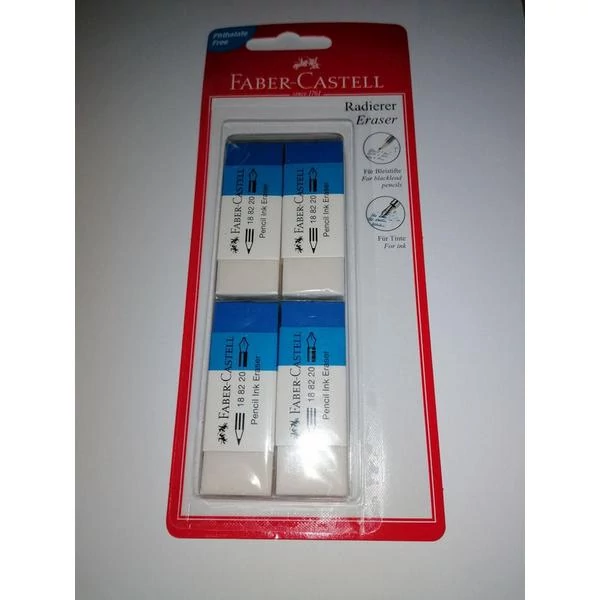 Phthalate
Free
FABER-CASTELL
since 1761
Radierer
Eraser
Für Bleistifte
For blacklead
pencils
Für Tinte
For ink
FABER-CASTELL
18 82 20
Pencil Ink Eraser
FABER-CASTELL
18 82 20
Pencil Ink Eraser
FABER-CASTELL
18 82 20
Pencil Ink Eraser
FABER-CASTELL
18 82 20
Pencil Ink Eraser